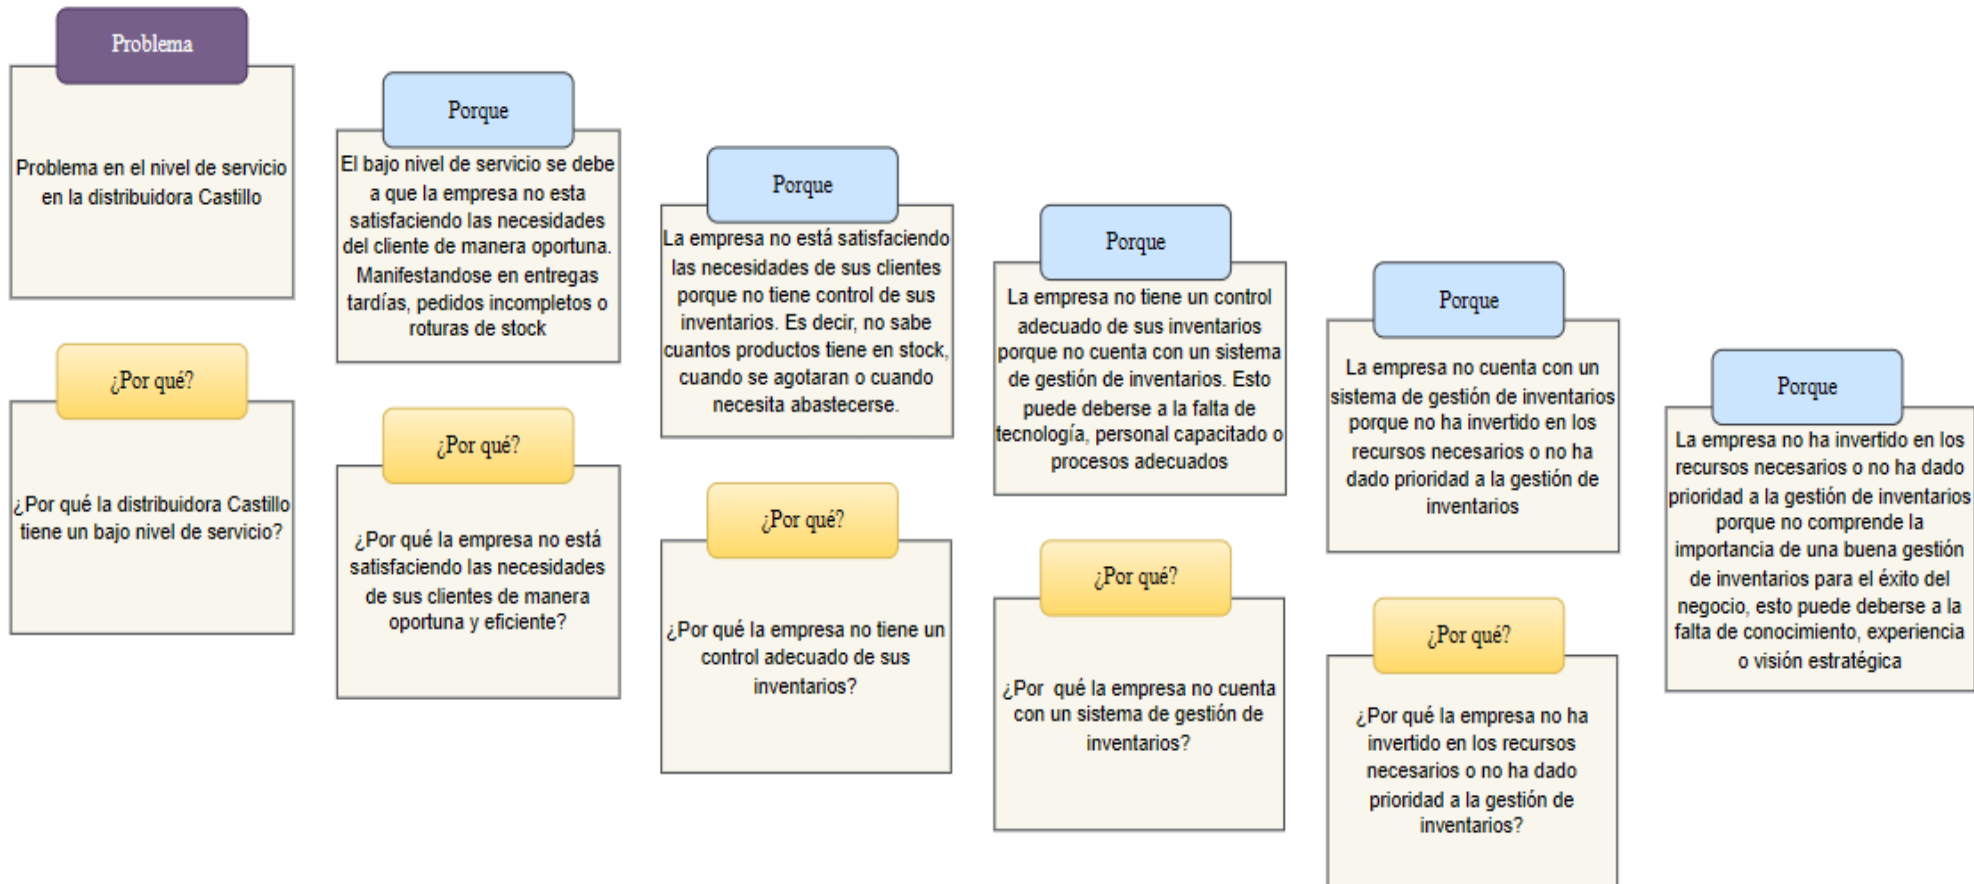 Problema
Problema en el nivel de servicio
en la distribuidora Castillo
¿Por qué?
¿Por qué la distribuidora Castillo
tiene un bajo nivel de servicio?
Porque
El bajo nivel de servicio se debe
a que la empresa no esta
satisfaciendo las necesidades
del cliente de manera oportuna.
Manifestandose en entregas
tardías, pedidos incompletos o
roturas de stock
¿Por qué?
¿Por qué la empresa no está
satisfaciendo las necesidades
de sus clientes de manera
oportuna y eficiente?
Porque
La empresa no está satisfaciendo
las necesidades de sus clientes
porque no tiene control de sus
inventarios. Es decir, no sabe
cuantos productos tiene en stock,
cuando se agotaran o cuando
necesita abastecerse.
¿Por qué?
¿Por qué la empresa no tiene un
control adecuado de sus
inventarios?
Porque
La empresa no tiene un control
adecuado de sus inventarios
porque no cuenta con un sistema
de gestión de inventarios. Esto
puede deberse a la falta de
tecnología, personal capacitado o
procesos adecuados
¿Por qué?
¿Por qué la empresa no cuenta
con un sistema de gestión de
inventarios?
Porque
La empresa no cuenta con un
sistema de gestión de inventarios
porque no ha invertido en los
recursos necesarios o no ha
dado prioridad a la gestión de
inventarios
¿Por qué?
¿Por qué la empresa no ha
invertido en los recursos
necesarios o no ha dado
prioridad a la gestión de
inventarios?
Porque
La empresa no ha invertido en los
recursos necesarios o no ha dado
prioridad a la gestión de inventarios
porque no comprende la
importancia de una buena gestión
de inventarios para el éxito del
negocio, esto puede deberse a la
falta de conocimiento, experiencia
o visión estratégica